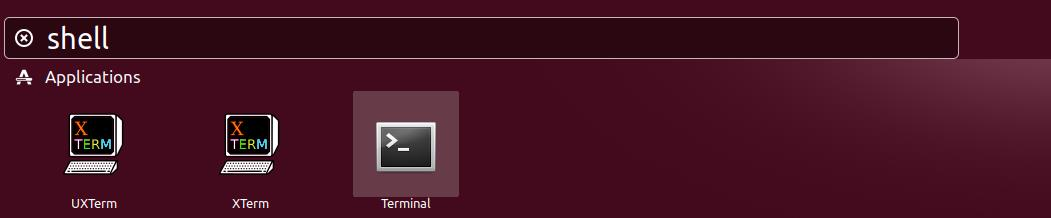 shell
Applications
X TERM
X TERM
>_
UXTerm
XTerm
Terminal